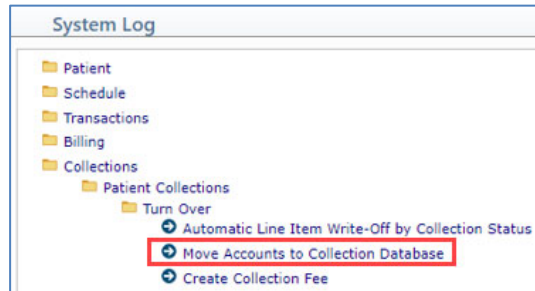 System Log
Patient
Schedule
Transactions
Billing
Collections
Patient Collections
Turn Over
Automatic Line Item Write-Off by Collection Status
Move Accounts to Collection Database
Create Collection Fee